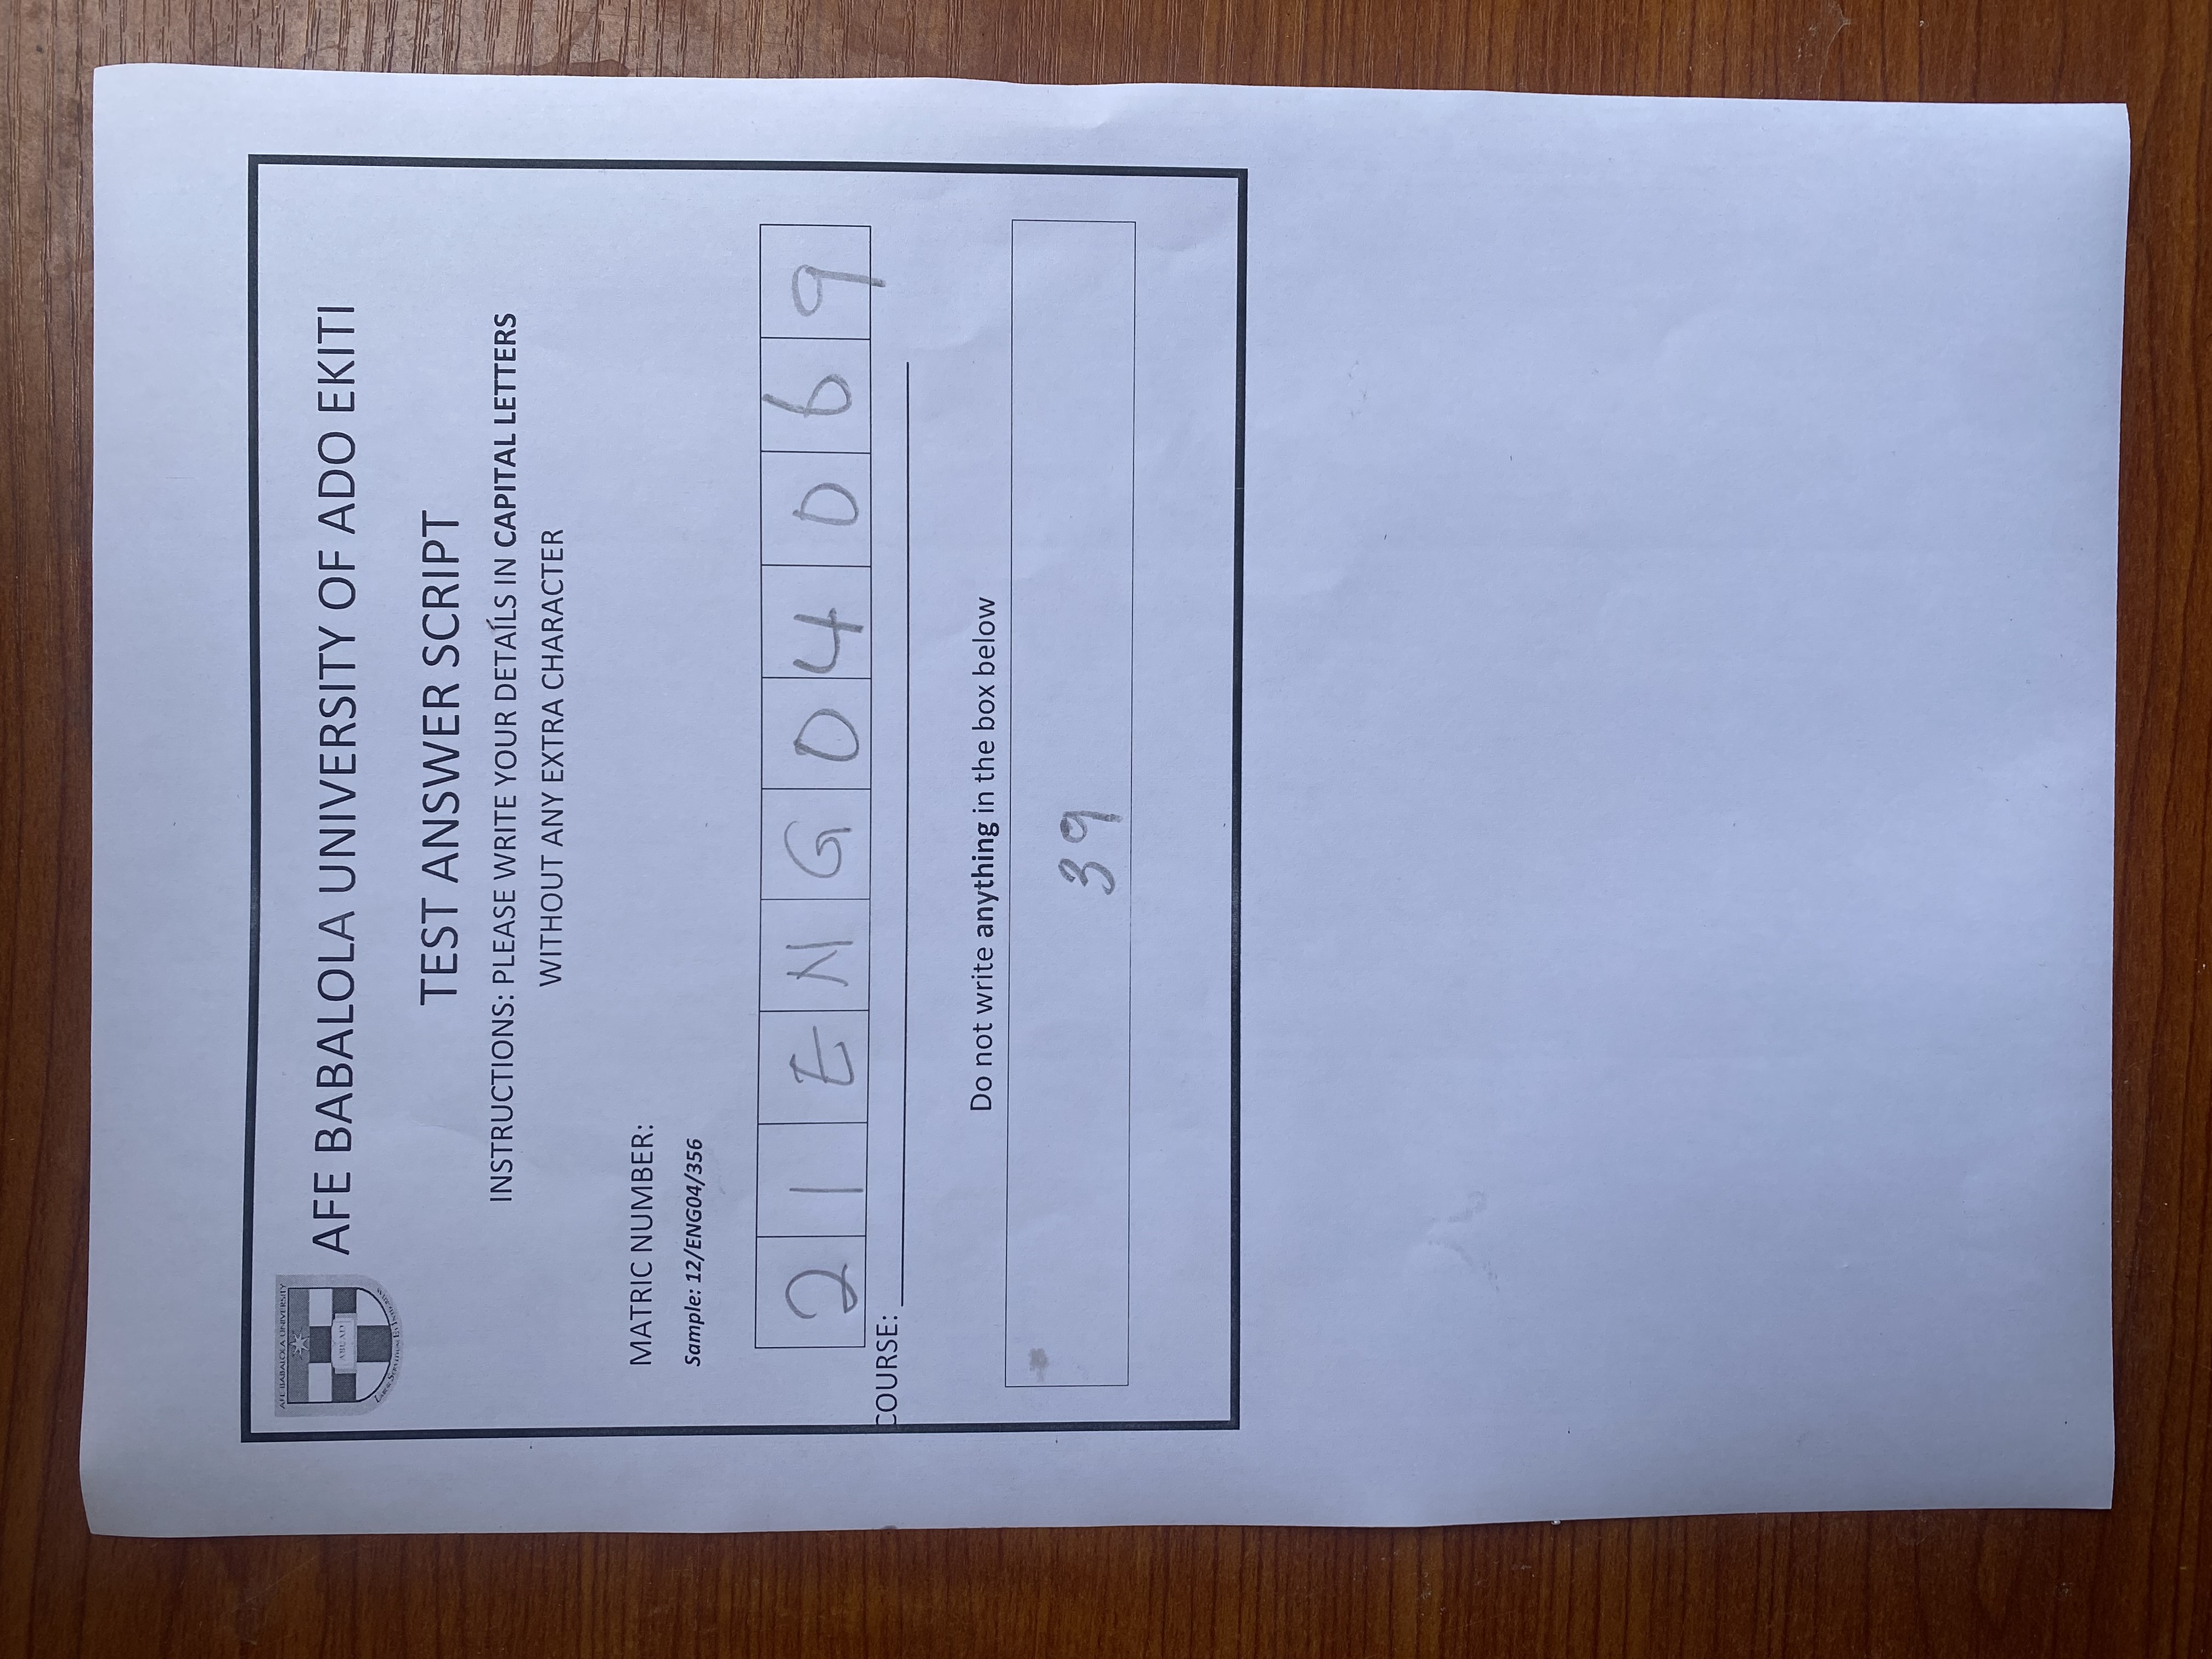 AFE BABALOLA UNIVERSITY
ABUAD
AFE BABALOLA UNIVERSITY OF ADO EKITI
TEST ANSWER SCRIPT
INSTRUCTIONS: PLEASE WRITE YOUR DETAILS IN CAPITAL LETTERS
WITHOUT ANY EXTRA CHARACTER
MATRIC NUMBER:
Sample: 12/ENG04/356
2 1 E N G 0 4 0 6 9
COURSE:
Do not write anything in the box below
39